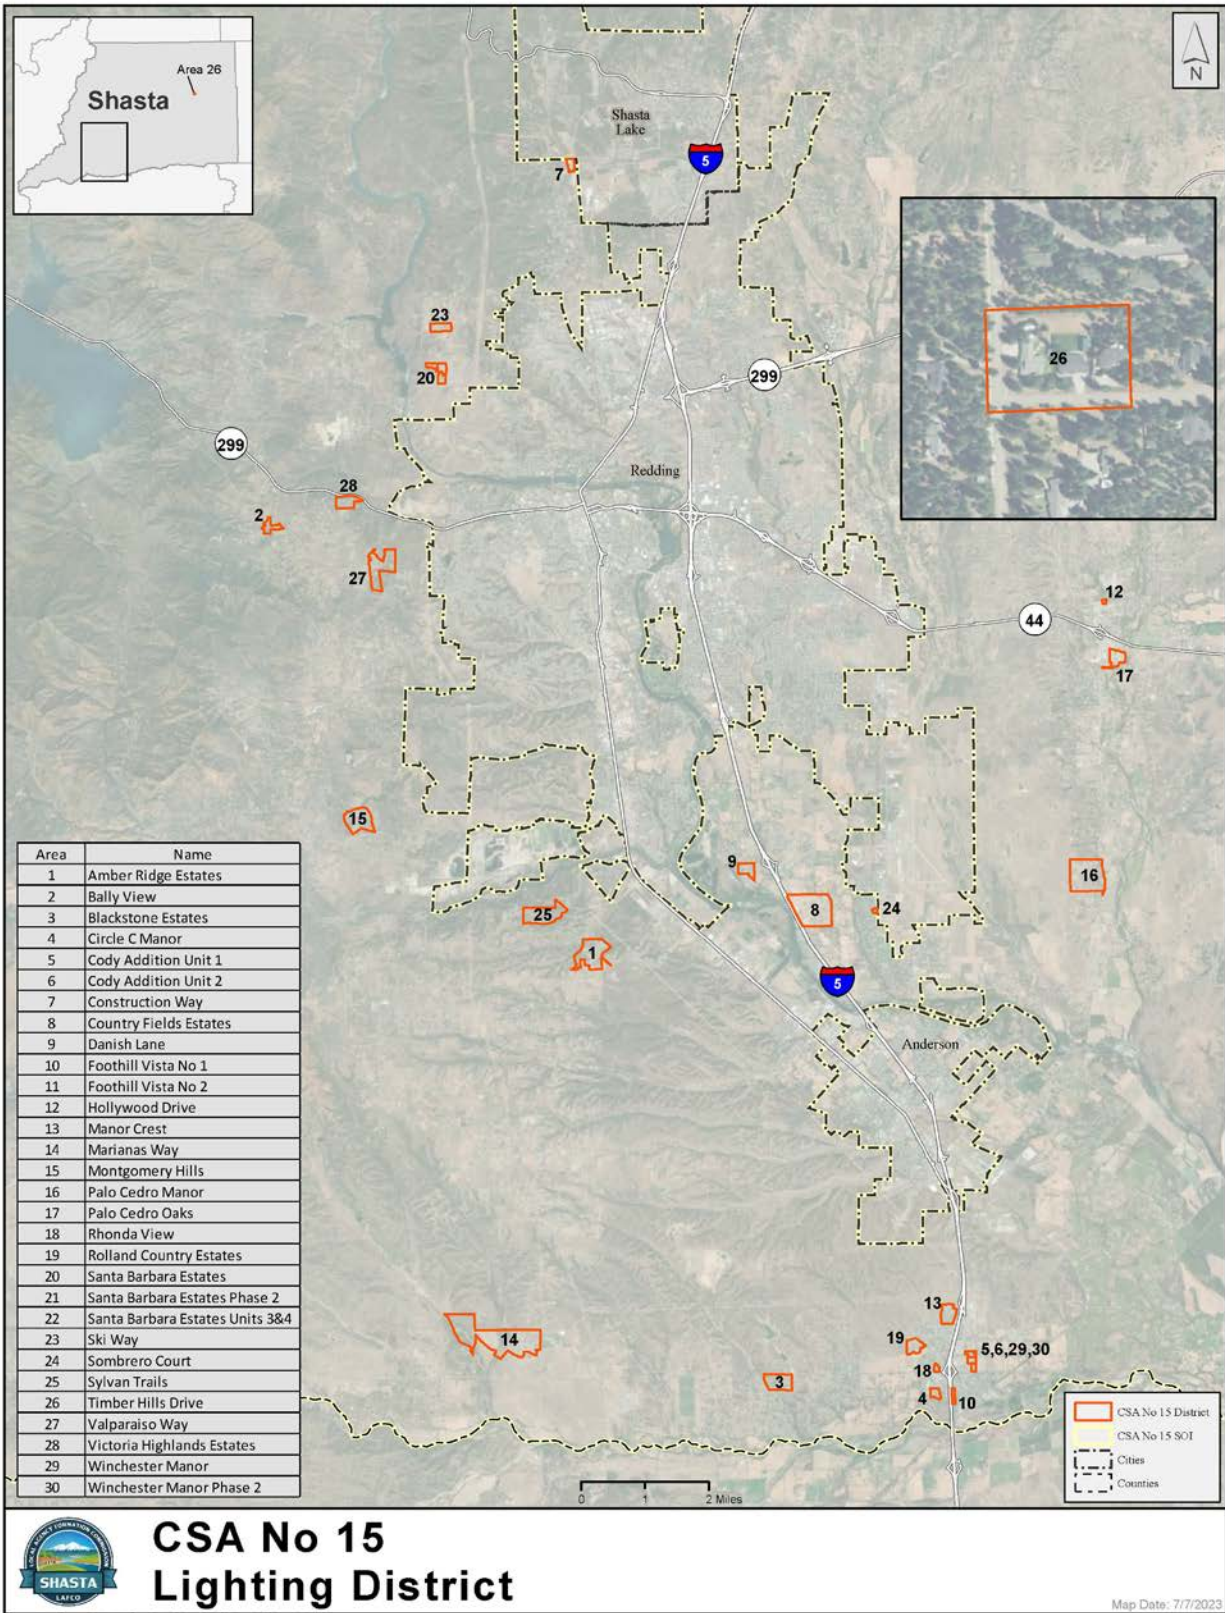 Area 26
Shasta
N
Shasta
Lake
5
7
23
20
299
26
299
Redding
28
2
27
12
44
17
15
9
8
24
16
25
1
5
Anderson
Area Name
1 Amber Ridge Estates
2 Bally View
3 Blackstone Estates
4 Circle C Manor
5 Cody Addition Unit 1
6 Cody Addition Unit 2
7 Construction Way
8 Country Fields Estates
9 Danish Lane
10 Foothill Vista No 1
11 Foothill Vista No 2
12 Hollywood Drive
13 Manor Crest
14 Marianas Way
15 Montgomery Hills
16 Palo Cedro Manor
17 Palo Cedro Oaks
18 Rhonda View
19 Rolland Country Estates
20 Santa Barbara Estates
21 Santa Barbara Estates Phase 2
22 Santa Barbara Estates Units 3&4
23 Ski Way
24 Sombrero Court
25 Sylvan Trails
26 Timber Hills Drive
27 Valparaiso Way
28 Victoria Highlands Estates
29 Winchester Manor
30 Winchester Manor Phase 2
13
14
19
5,6,29,30
18
3
4
10
CSA No 15 District
CSA No 15 SOI
Cities
Counties
0 1 2 Miles
LOCAL AGENCY FORMATION COMMISSION
SHASTA
LAFCO
CSA No 15
Lighting District
Map Date: 7/7/2023